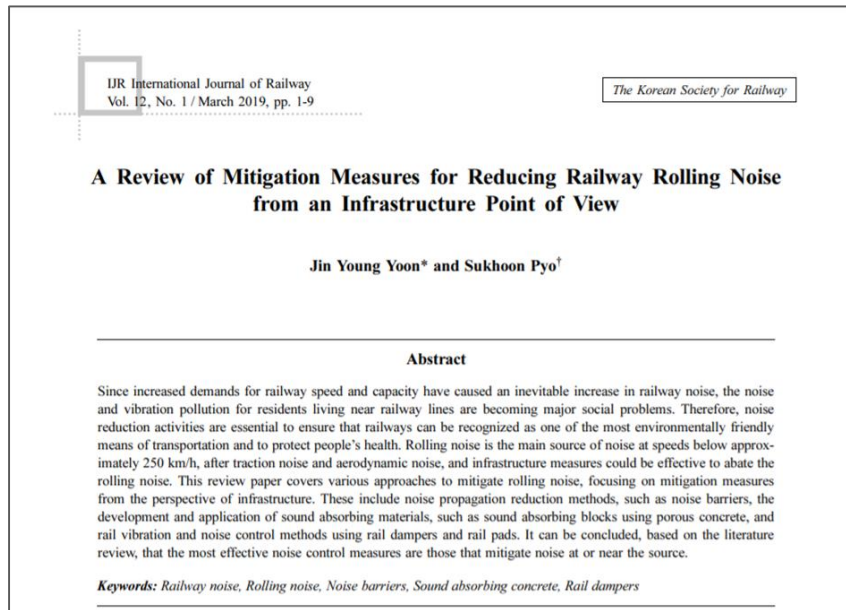 IJR International Journal of Railway
Vol. 12, No. 1 / March 2019, pp. 1-9
The Korean Society for Railway
A Review of Mitigation Measures for Reducing Railway Rolling Noise
from an Infrastructure Point of View
Jin Young Yoon* and Sukhoon Pyo†
Abstract
Since increased demands for railway speed and capacity have caused an inevitable increase in railway noise, the noise
and vibration pollution for residents living near railway lines are becoming major social problems. Therefore, noise
reduction activities are essential to ensure that railways can be recognized as one of the most environmentally friendly
means of transportation and to protect people's health. Rolling noise is the main source of noise at speeds below approx-
imately 250 km/h, after traction noise and aerodynamic noise, and infrastructure measures could be effective to abate the
rolling noise. This review paper covers various approaches to mitigate rolling noise, focusing on mitigation measures
from the perspective of infrastructure. These include noise propagation reduction methods, such as noise barriers, the
development and application of sound absorbing materials, such as sound absorbing blocks using porous concrete, and
rail vibration and noise control methods using rail dampers and rail pads. It can be concluded, based on the literature
review, that the most effective noise control measures are those that mitigate noise at or near the source.
Keywords: Railway noise, Rolling noise, Noise barriers, Sound absorbing concrete, Rail dampers